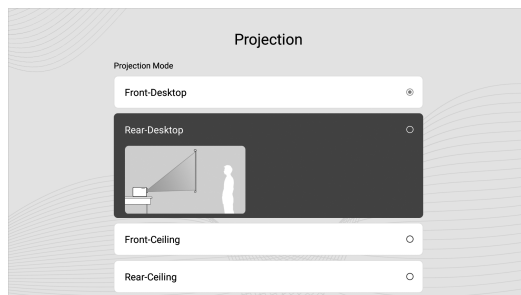 Projection
Projection Mode
Front-Desktop
Rear-Desktop
Front-Ceiling
Rear-Ceiling